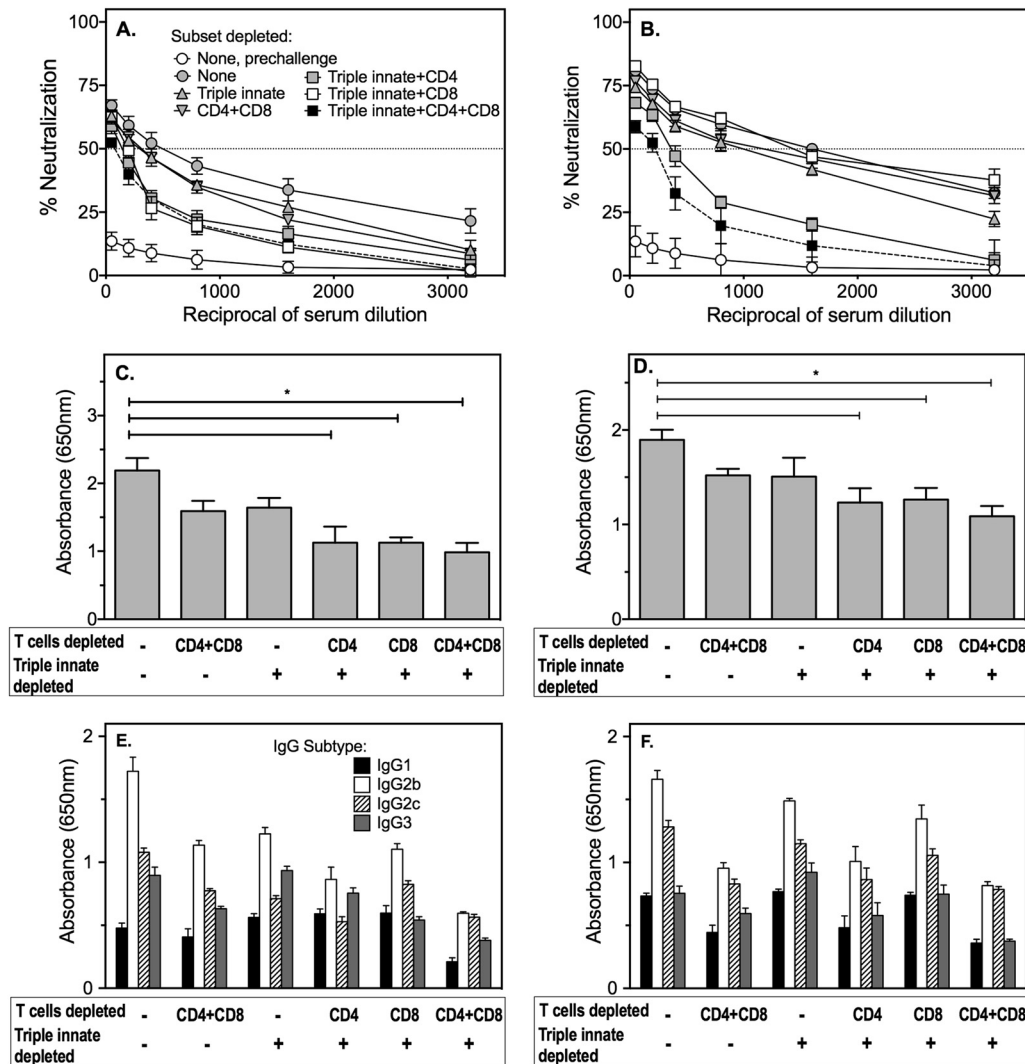 A.
Subset depleted:
None, prechallenge
None
Triple innate
CD4+CD8
Triple innate+CD4
Triple innate+CD8
Triple innate+CD4+CD8
100
75
50
25
0
% Neutralization
0 1000 2000 3000
Reciprocal of serum dilution
B.
100
75
50
25
0
% Neutralization
0 1000 2000 3000
Reciprocal of serum dilution
C.
*
3
2
1
0
Absorbance (650nm)
T cells depleted - CD4+CD8 - CD4 CD8 CD4+CD8
Triple innate - - + + + +
depleted
D.
*
2
1
0
Absorbance (650nm)
T cells depleted - CD4+CD8 - CD4 CD8 CD4+CD8
Triple innate - - + + + +
depleted
E.
IgG Subtype:
IgG1
IgG2b
IgG2c
IgG3
2
1
0
Absorbance (650nm)
T cells depleted - CD4+CD8 - CD4 CD8 CD4+CD8
Triple innate - - + + + +
depleted
F.
2
1
0
Absorbance (650nm)
T cells depleted - CD4+CD8 - CD4 CD8 CD4+CD8
Triple innate - - + + + +
depleted